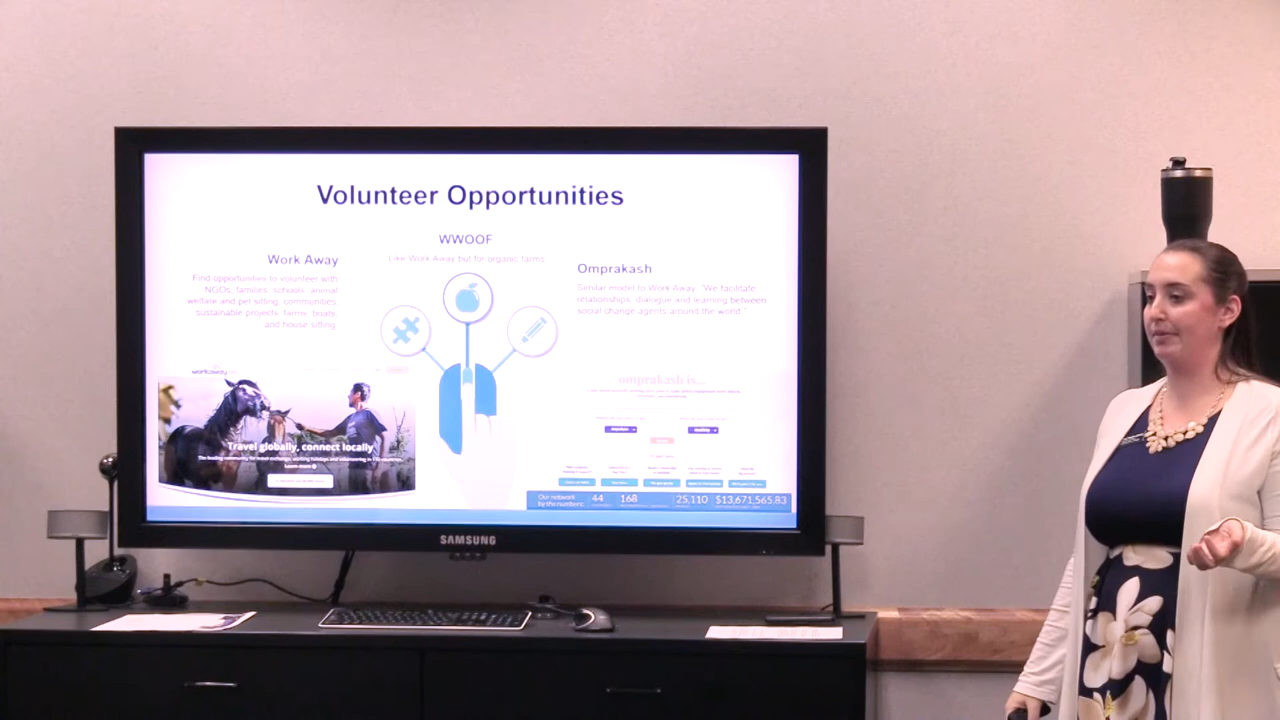 Volunteer Opportunities
WWOOF
Like Work Away but for organic farms
Work Away
Find opportunities to volunteer with
NGOs, families, schools, animal
welfare and pet sitting, communities,
sustainable projects, farms, boats
and house sitting.
Omprakash
Similar model to Work Away. "We facilitate
relationships, dialogue and learning between
social change agents around the world."
workaway
Travel globally, connect locally
Learn more
omprakash is...
Our network
by the numbers:
44
168
25,110
$13,671,565.83
SAMSUNG